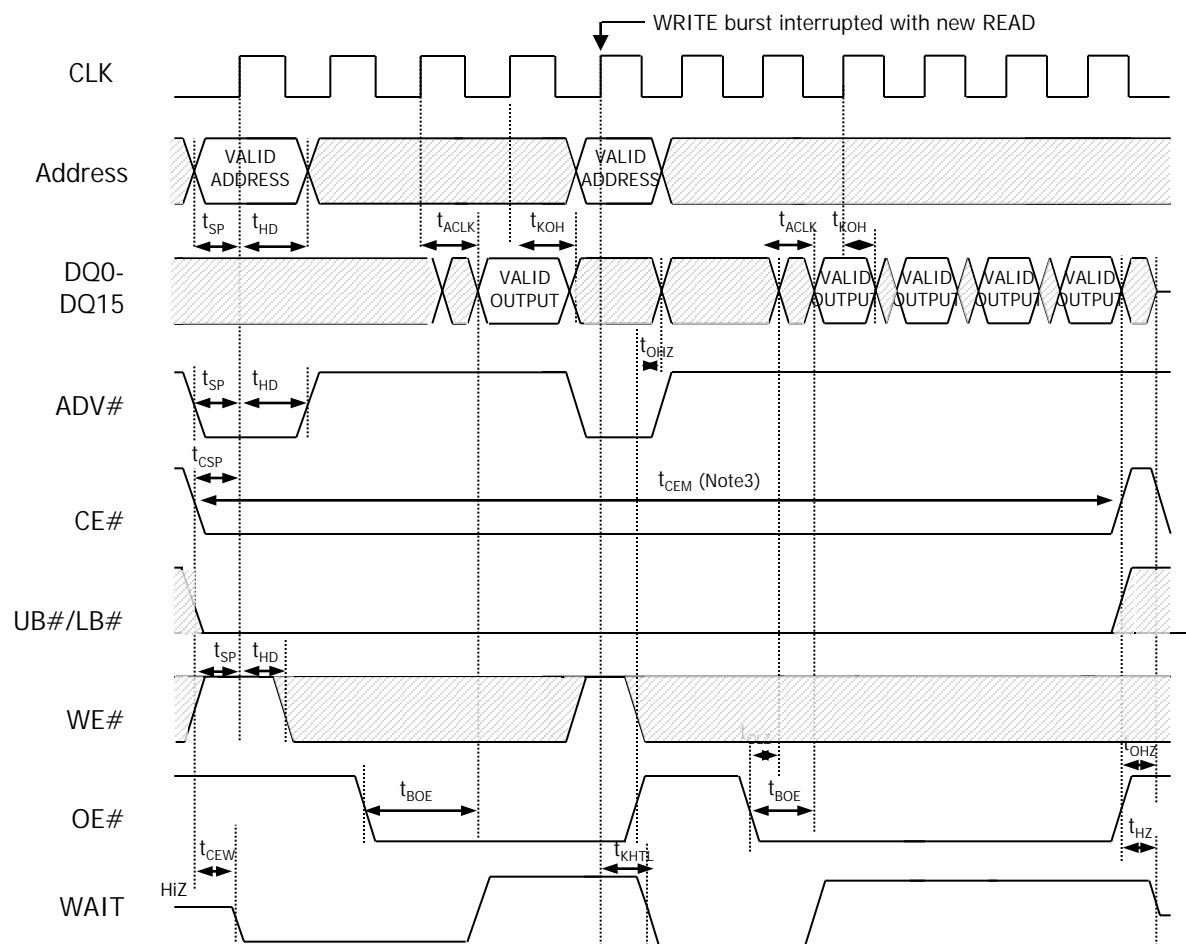 WRITE burst interrupted with new READ
CLK
Address
VALID
ADDRESS
VALID
ADDRESS
tSP
tHD
tACLK
tKOH
tACLK
tKOH
DQ0-
DQ15
VALID
OUTPUT
VALID
OUTPUT
VALID
OUTPUT
VALID
OUTPUT
VALID
OUTPUT
tOHZ
ADV#
tSP
tHD
tCSP
CE#
tCEM (Note3)
UB#/LB#
tSP
tHD
WE#
tOLZ
tOHZ
OE#
tBOE
tBOE
tHZ
tCEW
tKHTL
HiZ
WAIT